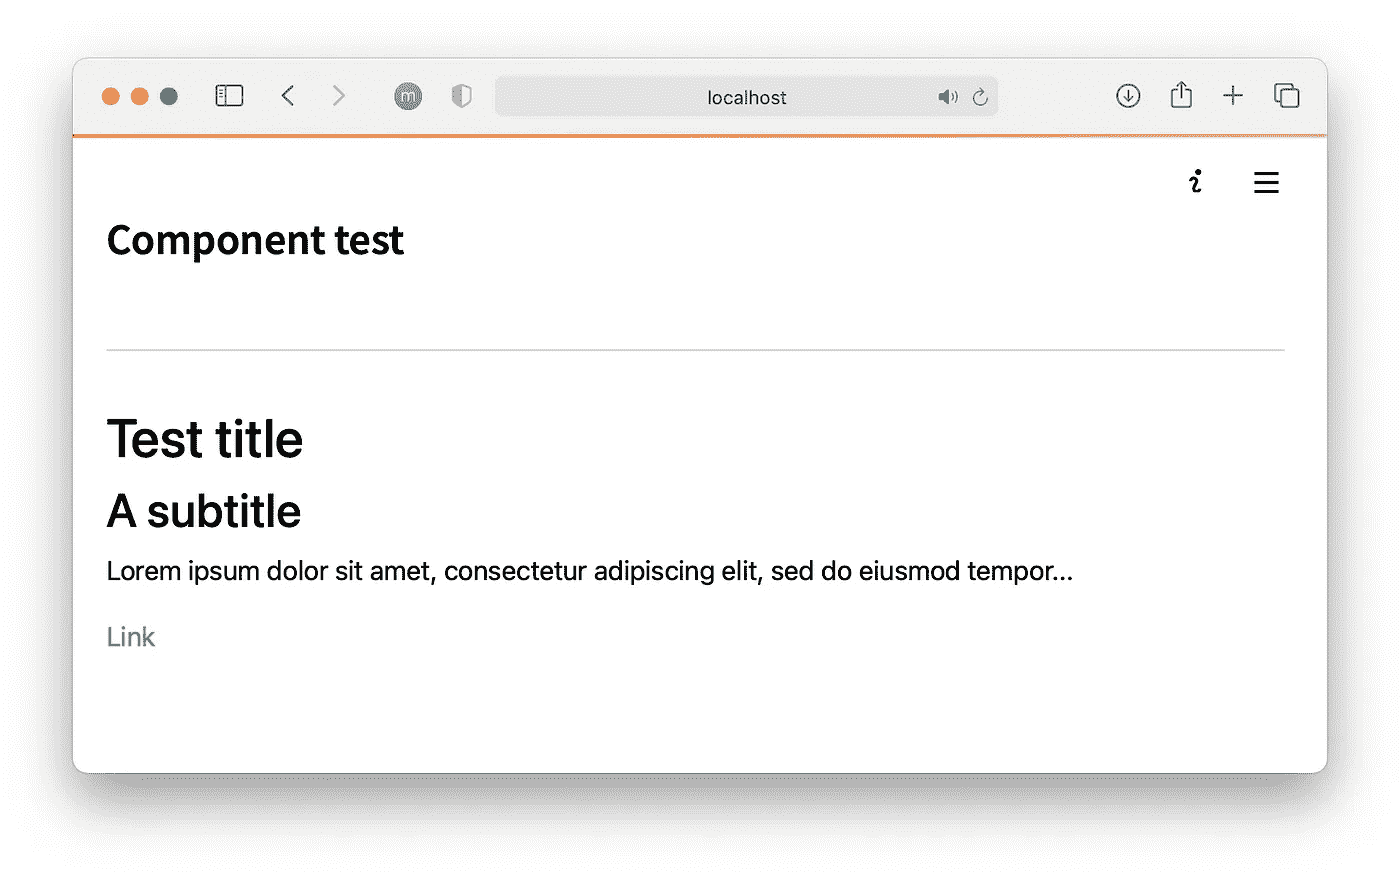 localhost
Component test
Test title
A subtitle
Lorem ipsum dolor sit amet, consectetur adipiscing elit, sed do eiusmod tempor...
Link